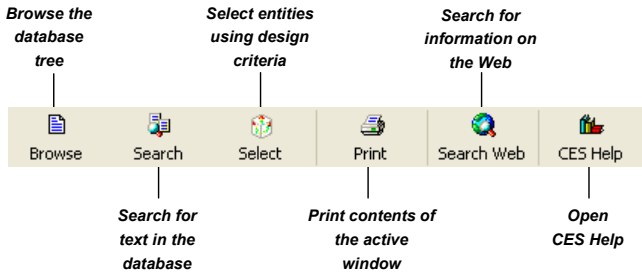 Browse the
database
tree
Select entities
using design
criteria
Search for
information on
the Web
Browse
Search
Select
Print
Search Web
CES Help
Search for
text in the
database
Print contents of
the active
window
Open
CES Help